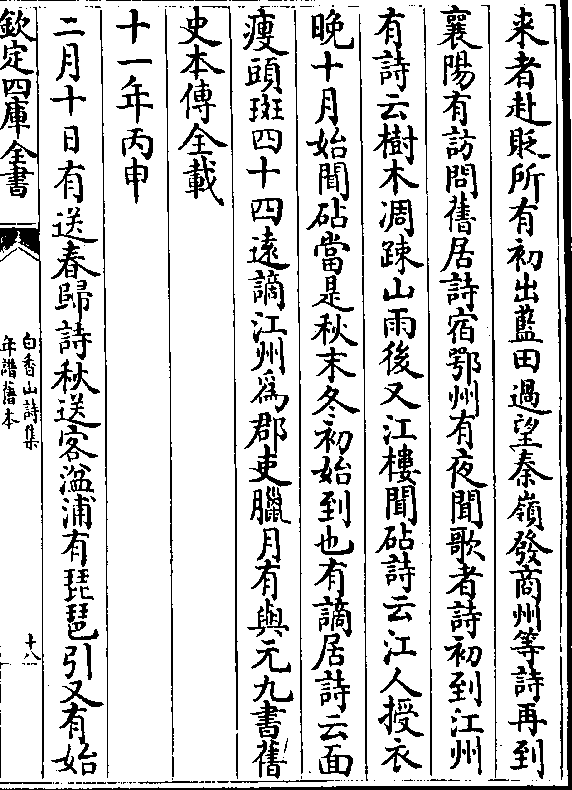 来者赴貶所有初出藍田過望秦嶺發商州等詩再到
襄陽有訪問舊居詩宿鄂州有夜聞歌者詩初到江州
有詩云樹木凋踈山雨後又江樓聞砧詩云江人授衣
晚十月始聞砧當是秋末冬初始到也有謫居詩云面
瘦頭斑四十四遠謫江州爲郡吏臘月有與元九書舊
史本傳全載
十一年丙申
二月十日有送春歸詩秋送客湓浦有琵琶引又有始
欽定四庫全書
白香山詩集
年譜舊本
十八